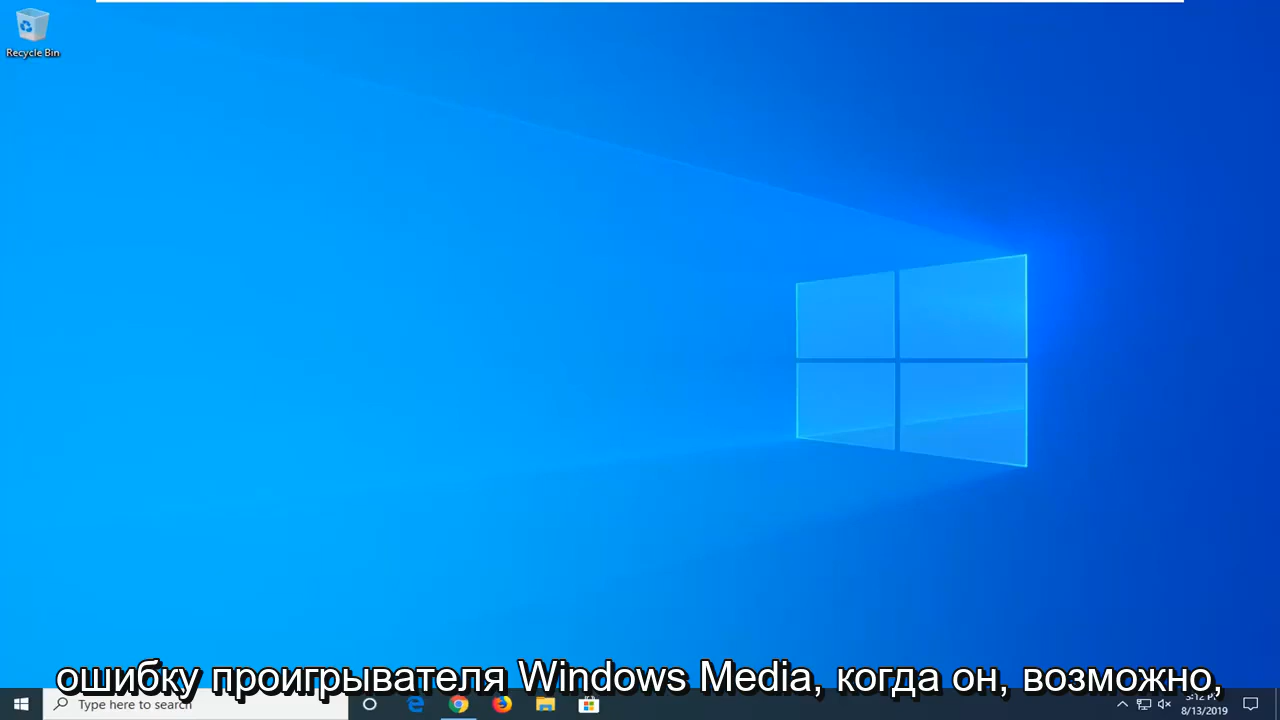 Recycle Bin
ошибку проигрывателя Windows Media, когда он, возможно,
Type here to search
8/13/2019